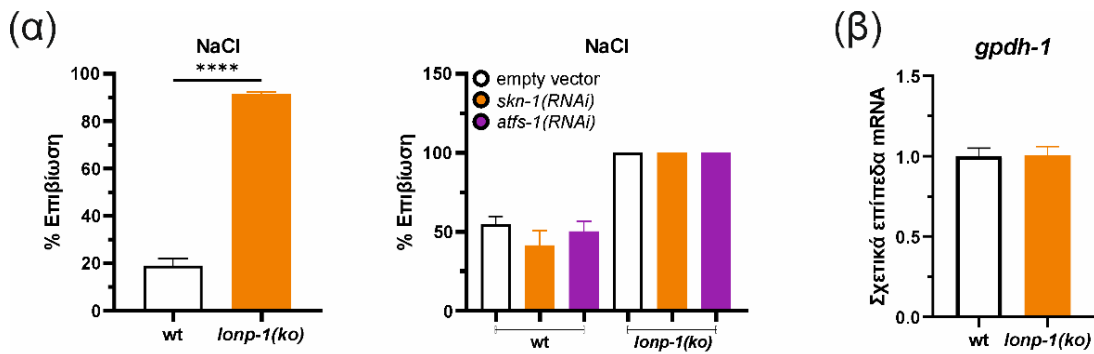 (α)
NaCl
% Επιβίωση
100
80
60
40
20
0
****
wt
lonp-1(ko)
NaCl
% Επιβίωση
150
100
50
0
empty vector
skn-1(RNAi)
atfs-1(RNAi)
wt
lonp-1(ko)
(β)
gpdh-1
Σχετικά επίπεδα mRNA
1.5
1.0
0.5
0.0
wt
lonp-1(ko)